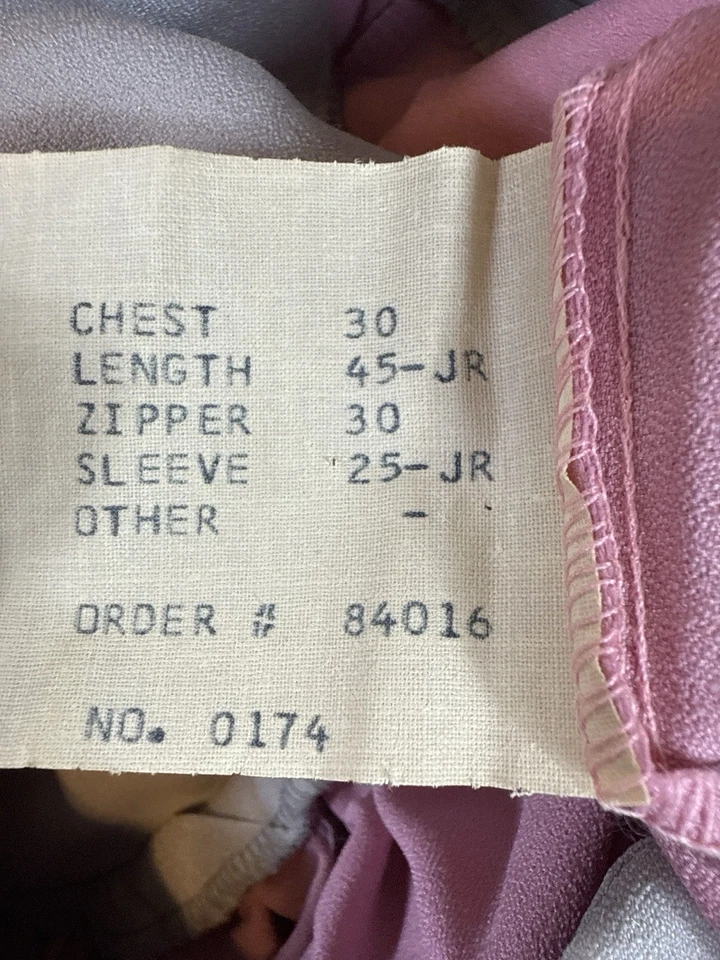 CHEST 30
LENGTH 45-JR
ZIPPER 30
SLEEVE 25-JR
OTHER -
ORDER # 84016
NO. 0174